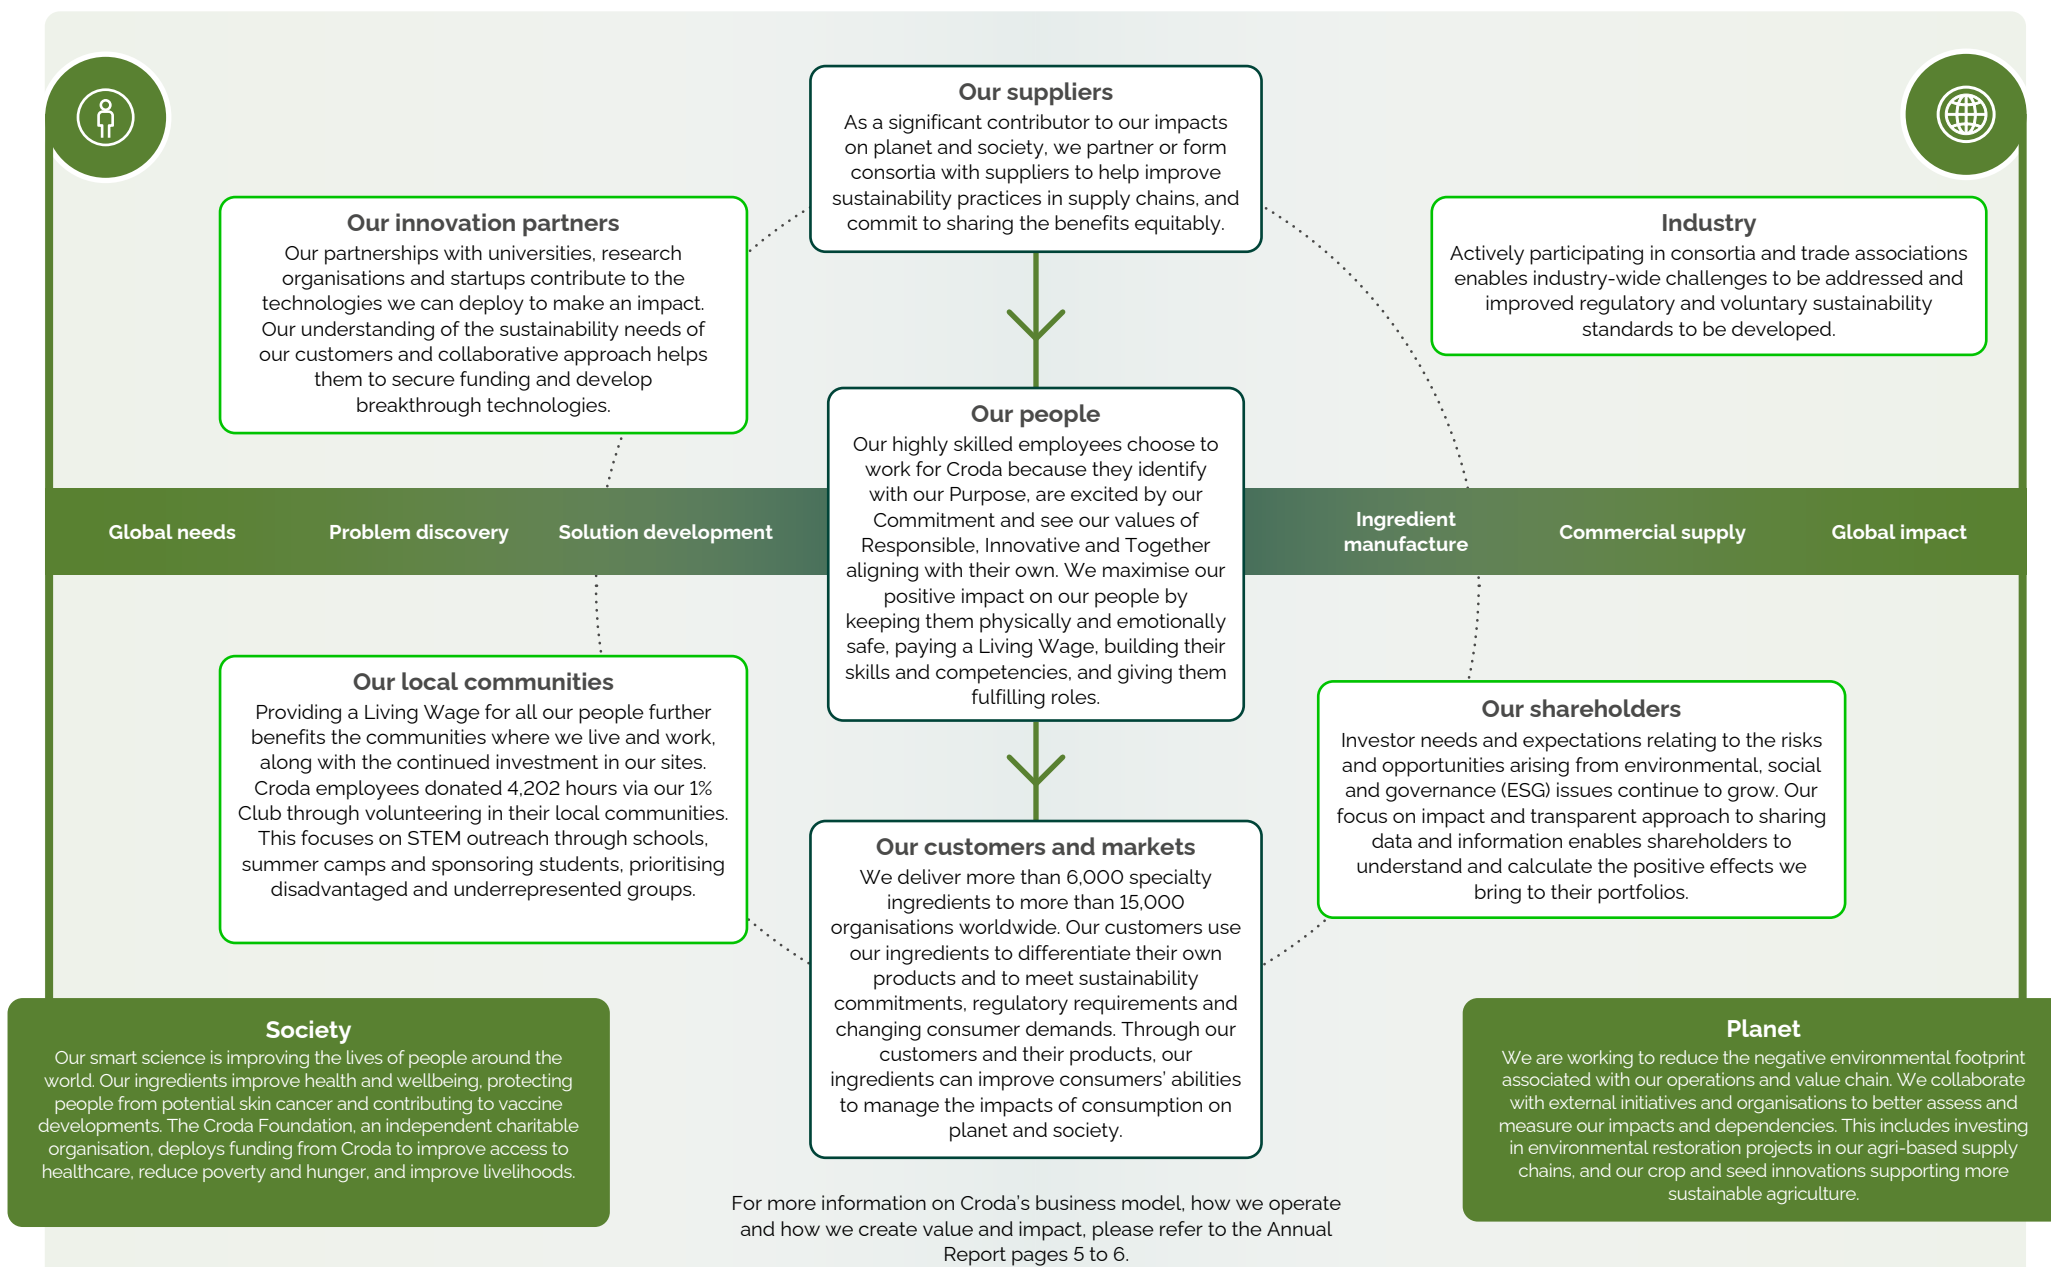 Our suppliers
As a significant contributor to our impacts
on planet and society, we partner or form
consortia with suppliers to help improve
sustainability practices in supply chains, and
commit to sharing the benefits equitably.
Our innovation partners
Our partnerships with universities, research
organisations and startups contribute to the
technologies we can deploy to make an impact.
Our understanding of the sustainability needs of
our customers and collaborative approach helps
them to secure funding and develop
breakthrough technologies.
Industry
Actively participating in consortia and trade associations
enables industry-wide challenges to be addressed and
improved regulatory and voluntary sustainability
standards to be developed.
Our people
Our highly skilled employees choose to
work for Croda because they identify
with our Purpose, are excited by our
Commitment and see our values of
Responsible, Innovative and Together
aligning with their own. We maximise our
positive impact on our people by
keeping them physically and emotionally
safe, paying a Living Wage, building their
skills and competencies, and giving them
fulfilling roles.
Global needs
Problem discovery
Solution development
Ingredient
manufacture
Commercial supply
Global impact
Our local communities
Providing a Living Wage for all our people further
benefits the communities where we live and work,
along with the continued investment in our sites.
Croda employees donated 4,202 hours via our 1%
Club through volunteering in their local communities.
This focuses on STEM outreach through schools,
summer camps and sponsoring students, prioritising
disadvantaged and underrepresented groups.
Our shareholders
Investor needs and expectations relating to the risks
and opportunities arising from environmental, social
and governance (ESG) issues continue to grow. Our
focus on impact and transparent approach to sharing
data and information enables shareholders to
understand and calculate the positive effects we
bring to their portfolios.
Our customers and markets
We deliver more than 6,000 specialty
ingredients to more than 15,000
organisations worldwide. Our customers use
our ingredients to differentiate their own
products and to meet sustainability
commitments, regulatory requirements and
changing consumer demands. Through our
customers and their products, our
ingredients can improve consumers' abilities
to manage the impacts of consumption on
planet and society.
Society
Our smart science is improving the lives of people around the
world. Our ingredients improve health and wellbeing, protecting
people from potential skin cancer and contributing to vaccine
developments. The Croda Foundation, an independent charitable
organisation, deploys funding from Croda to improve access to
healthcare, reduce poverty and hunger, and improve livelihoods.
Planet
We are working to reduce the negative environmental footprint
associated with our operations and value chain. We collaborate
with external initiatives and organisations to better assess and
measure our impacts and dependencies. This includes investing
in environmental restoration projects in our agri-based supply
chains, and our crop and seed innovations supporting more
sustainable agriculture.
For more information on Croda's business model, how we operate
and how we create value and impact, please refer to the Annual
Report pages 5 to 6.